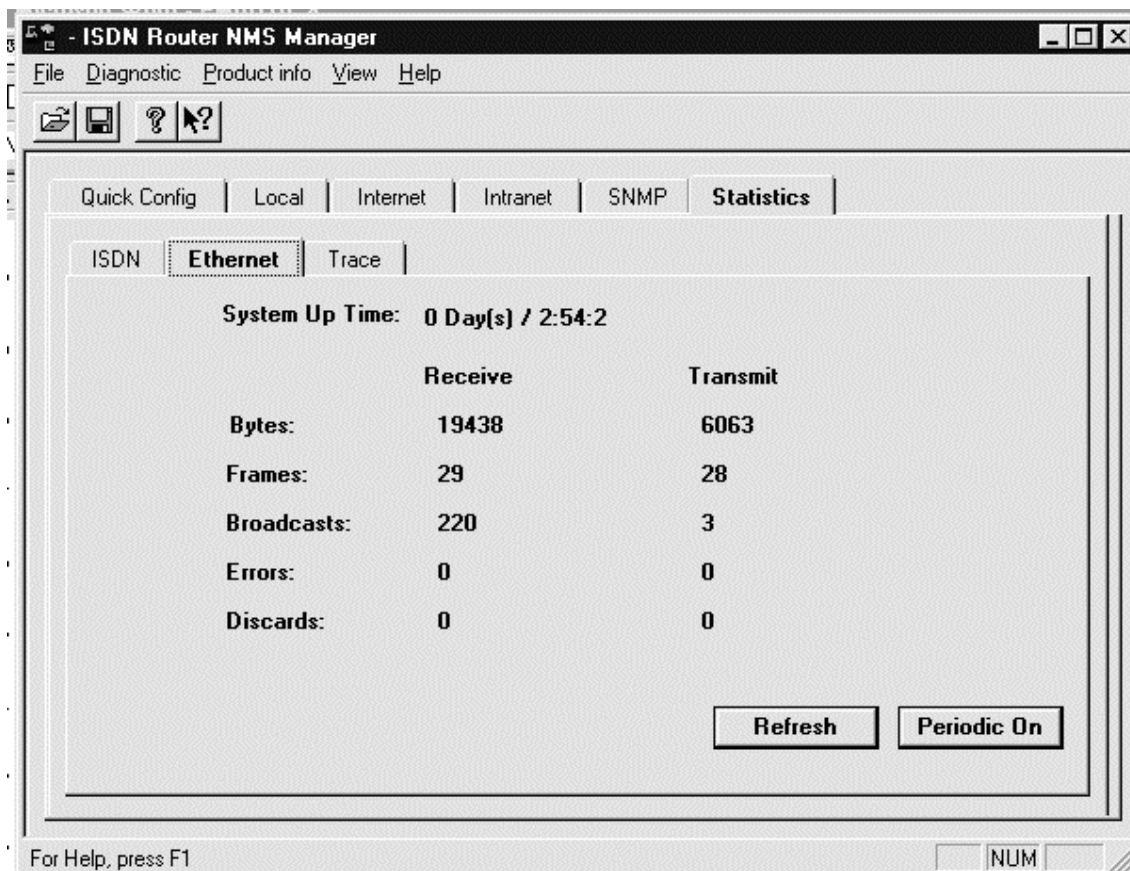 - ISDN Router NMS Manager
File Diagnostic Product info View Help
Quick Config Local Internet Intranet SNMP Statistics
ISDN Ethernet Trace
System Up Time: 0 Day(s) / 2:54:2
Receive Transmit
Bytes: 19438 6063
Frames: 29 28
Broadcasts: 220 3
Errors: 0 0
Discards: 0 0
Refresh Periodic On
For Help, press F1 NUM